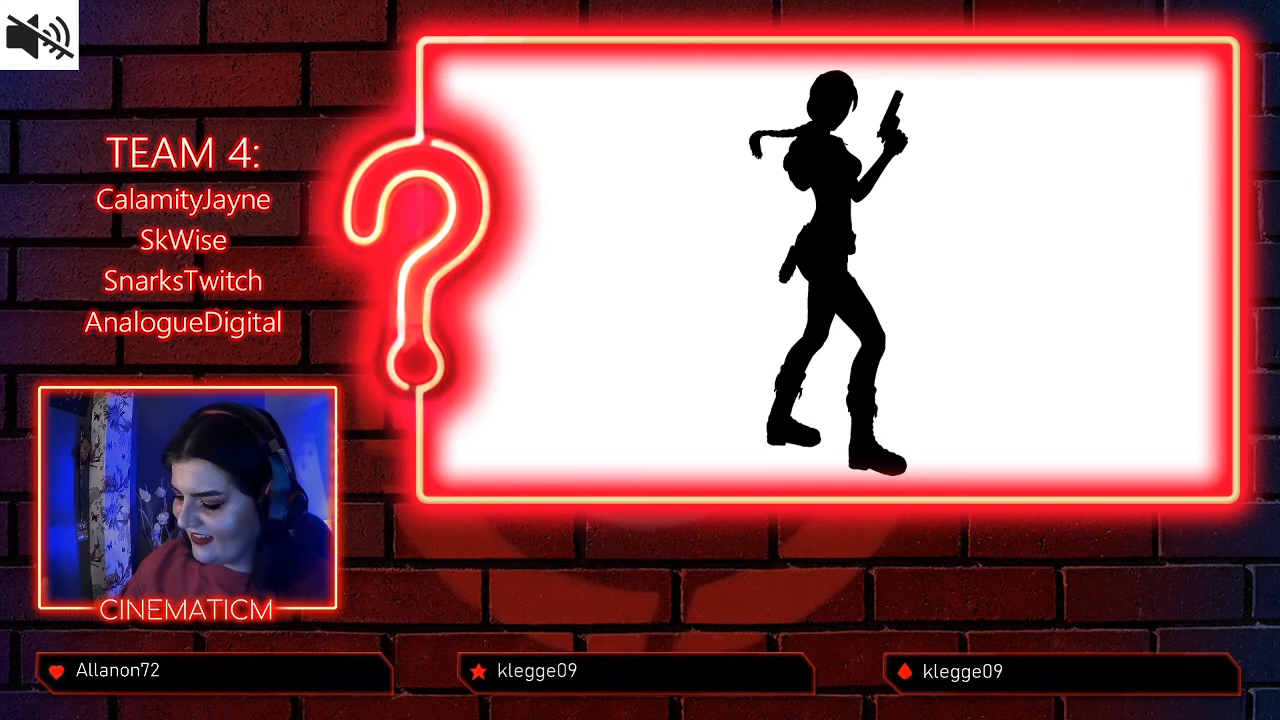 TEAM 4:
CalamityJayne
SkWise
SnarksTwitch
AnalogueDigital
CINEMATICM
Allanon72
klegge09
klegge09